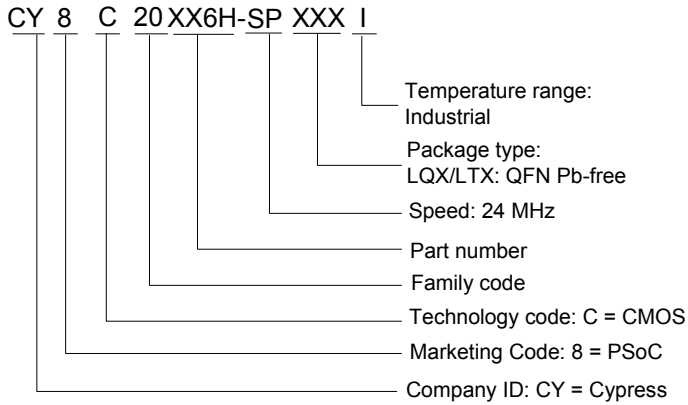 CY 8 C 20 XX6H-SP XXX I
Temperature range:
Industrial
Package type:
LQX/LTX: QFN Pb-free
Speed: 24 MHz
Part number
Family code
Technology code: C = CMOS
Marketing Code: 8 = PSoC
Company ID: CY = Cypress